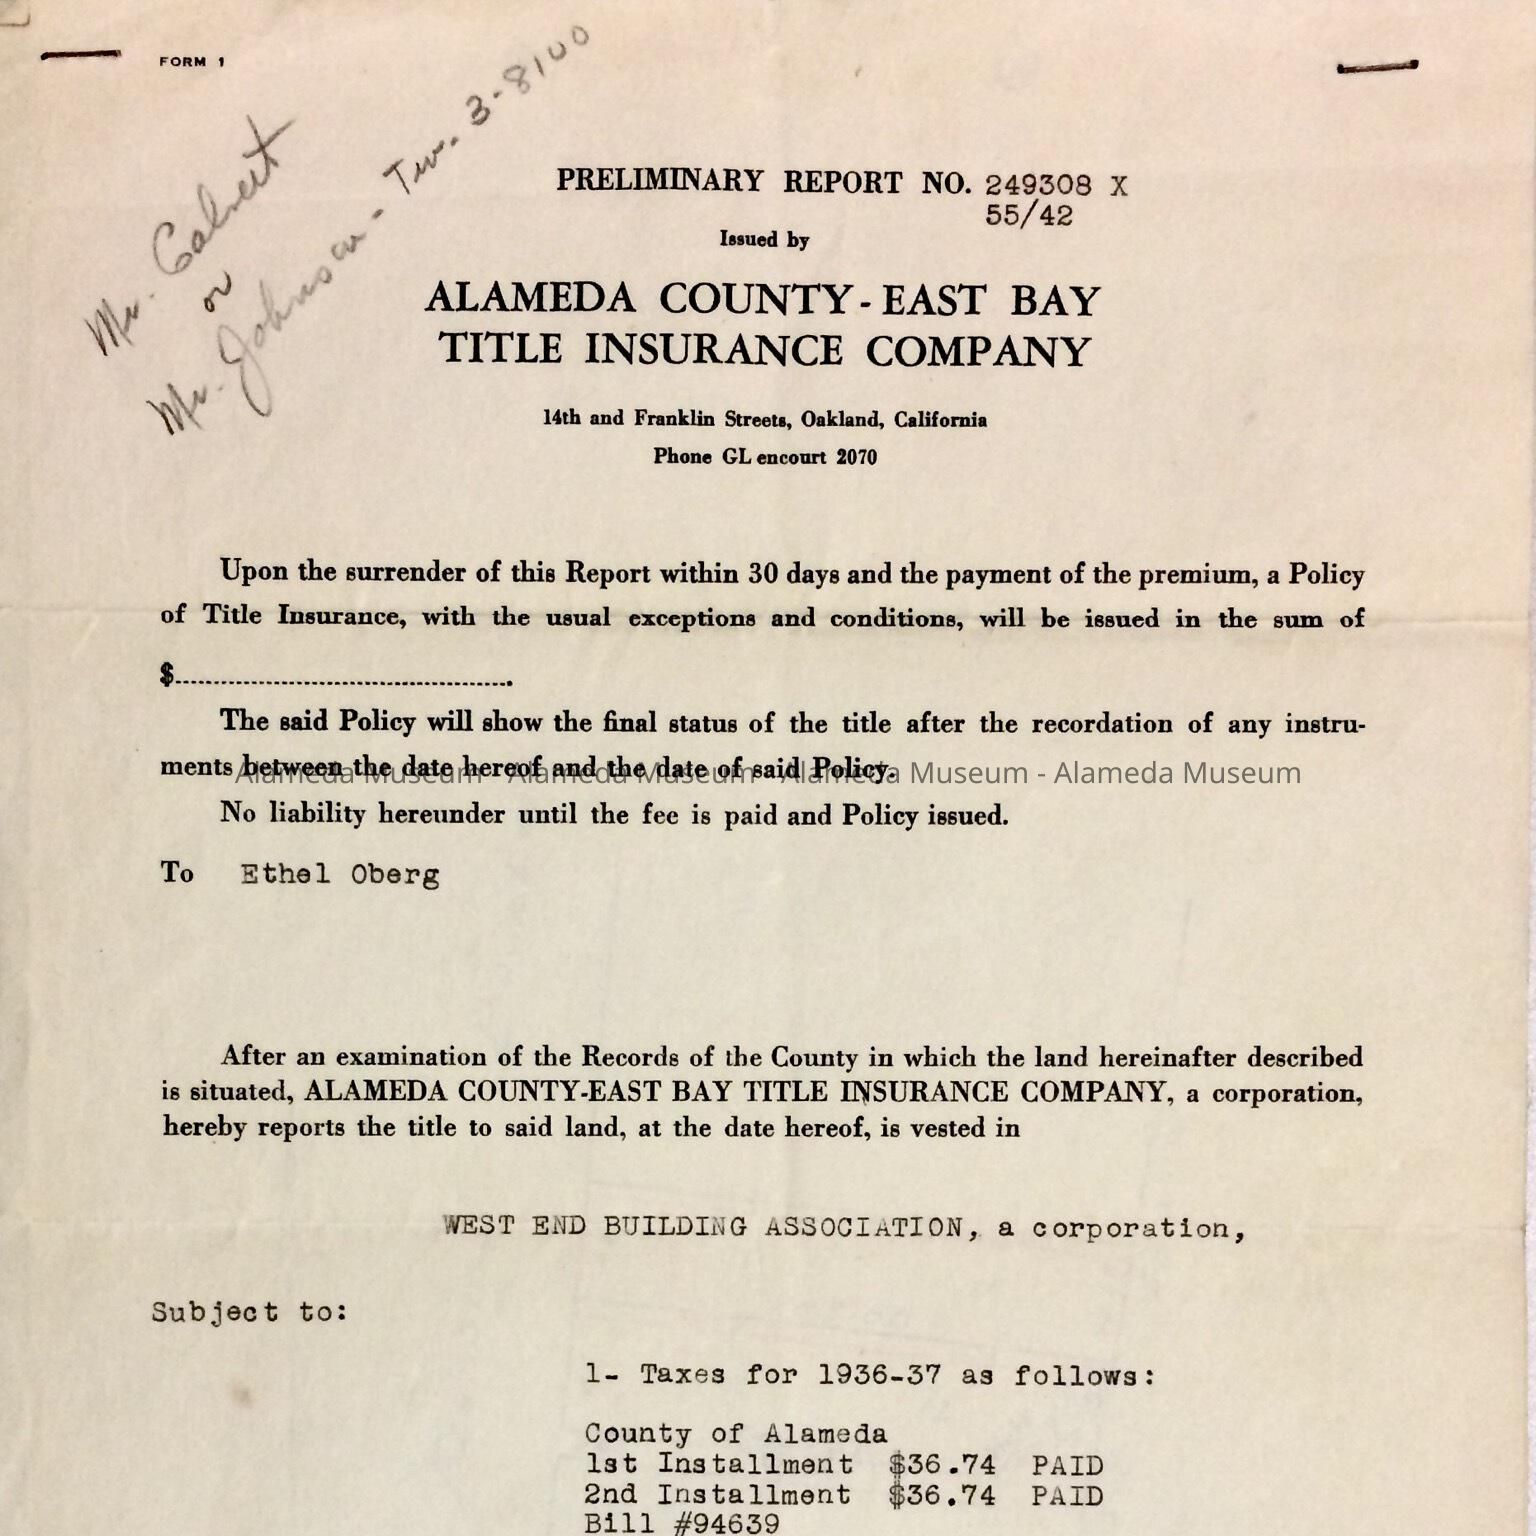 FORM 1
Mr. Calvert
or
Mr. Johnson - Tw. 3-8100
PRELIMINARY REPORT NO. 249308 X
55/42
Issued by
ALAMEDA COUNTY-EAST BAY
TITLE INSURANCE COMPANY
14th and Franklin Streets, Oakland, California
Phone GLencourt 2070
Upon the surrender of this Report within 30 days and the payment of the premium, a Policy
of Title Insurance, with the usual exceptions and conditions, will be issued in the sum of
$............................................
The said Policy will show the final status of the title after the recordation of any instru-
ments between the date hereof and the date of said Policy.
Alameda Museum - Alameda Museum - Alameda Museum - Alameda Museum
No liability hereunder until the fee is paid and Policy issued.
To Ethel Oberg
After an examination of the Records of the County in which the land hereinafter described
is situated, ALAMEDA COUNTY-EAST BAY TITLE INSURANCE COMPANY, a corporation,
hereby reports the title to said land, at the date hereof, is vested in
WEST END BUILDING ASSOCIATION, a corporation,
Subject to:
1- Taxes for 1936-37 as follows:
County of Alameda
1st Installment $36.74 PAID
2nd Installment $36.74 PAID
Bill #94639